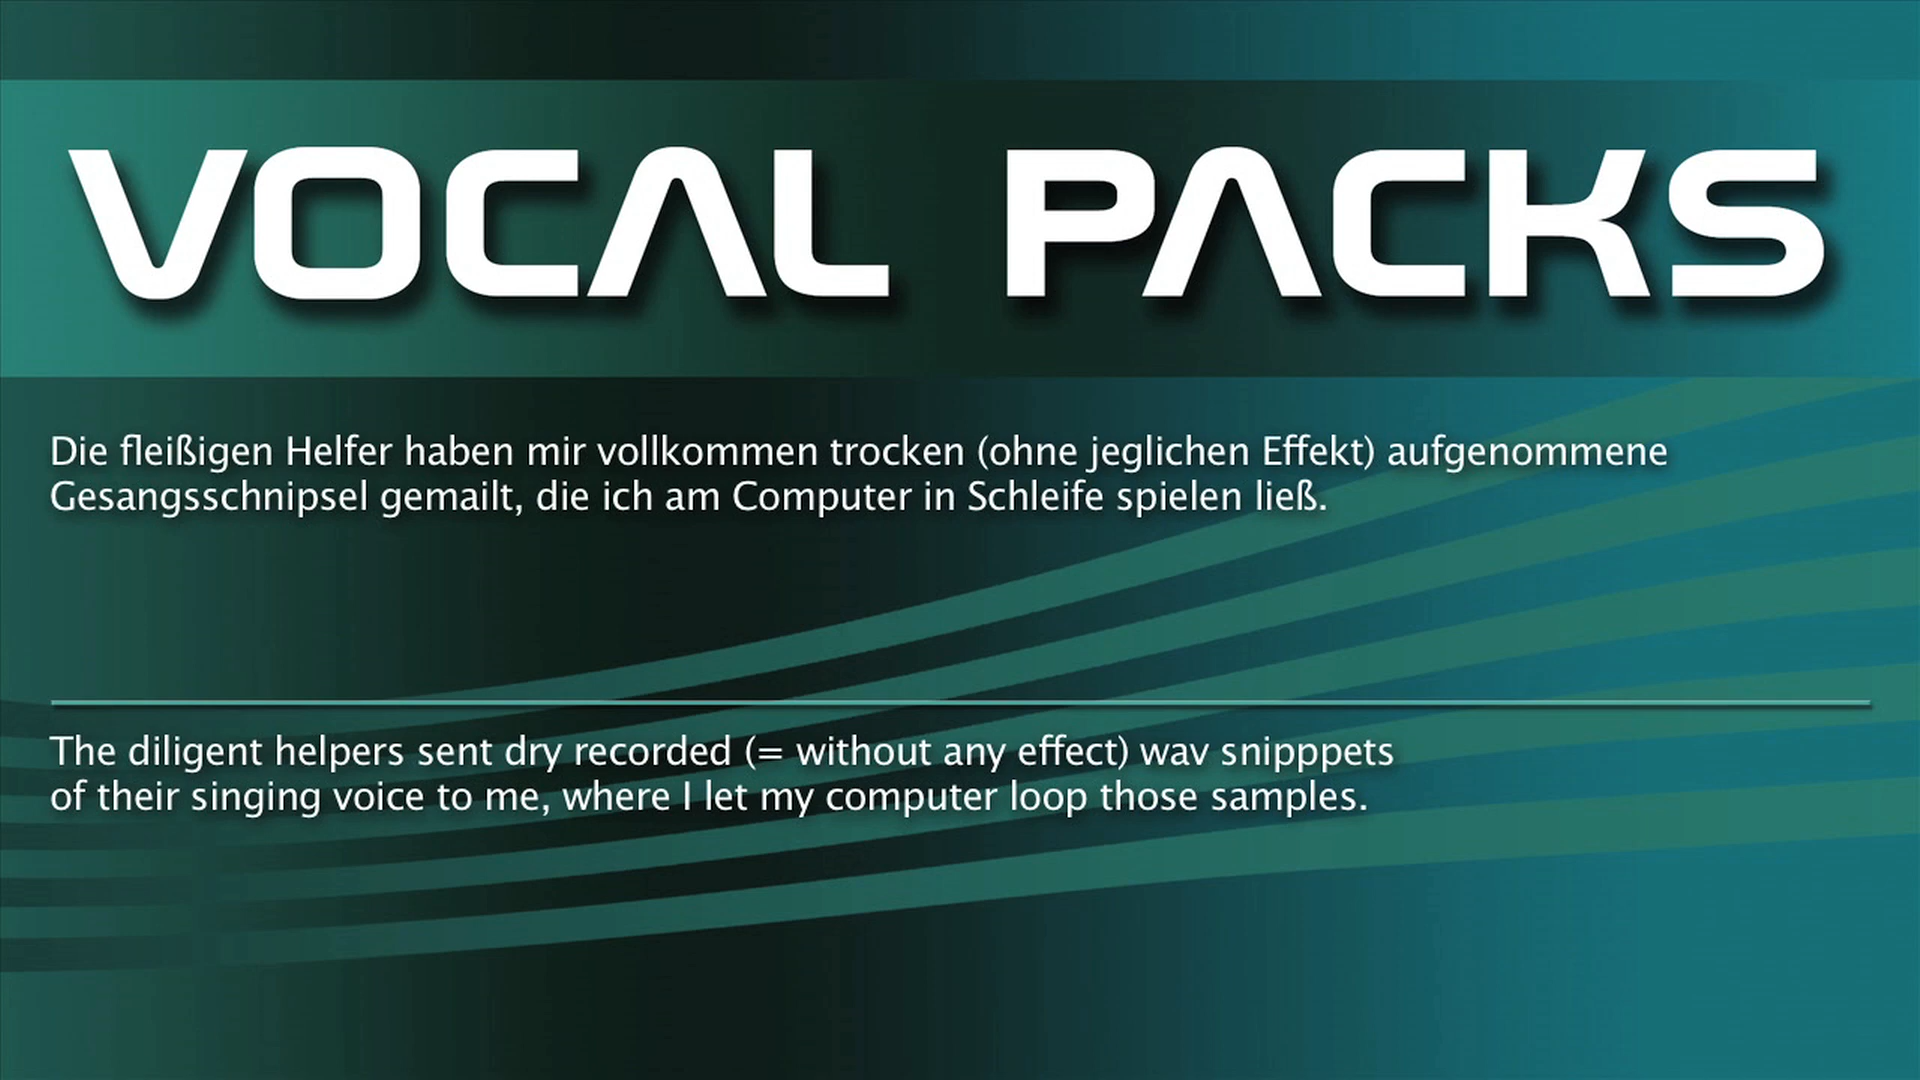 VOCAL PACKS
Die fleißigen Helfer haben mir vollkommen trocken (ohne jeglichen Effekt) aufgenommene
Gesangsschnipsel gemailt, die ich am Computer in Schleife spielen ließ.
The diligent helpers sent dry recorded (= without any effect) wav snipppets
of their singing voice to me, where I let my computer loop those samples.